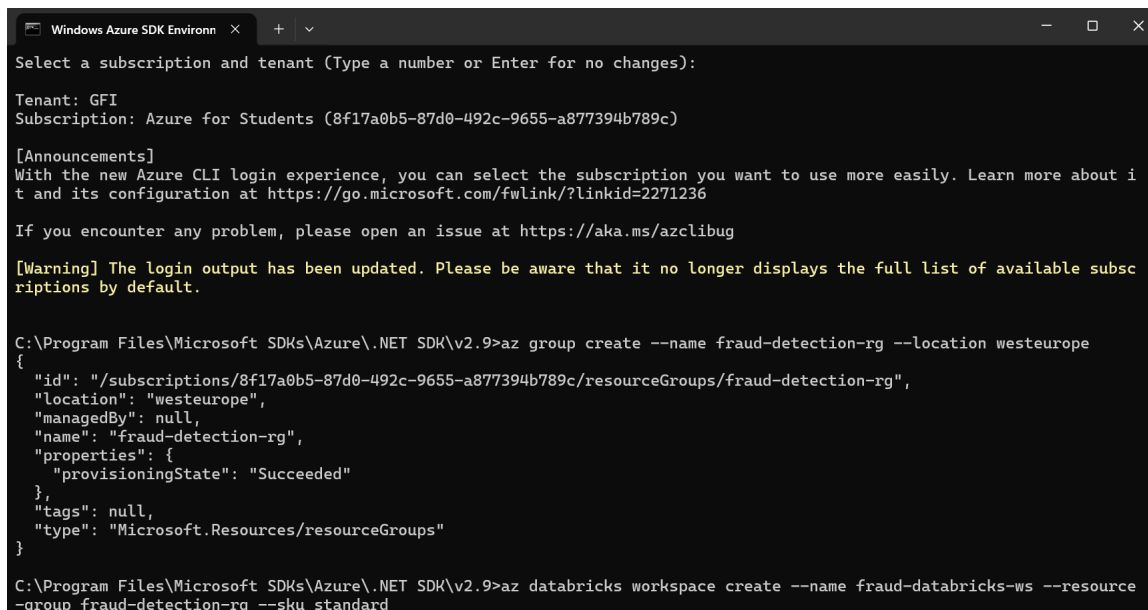 Windows Azure SDK Environn
Select a subscription and tenant (Type a number or Enter for no changes):
Tenant: GFI
Subscription: Azure for Students (8f17a0b5-87d0-492c-9655-a877394b789c)
[Announcements]
With the new Azure CLI login experience, you can select the subscription you want to use more easily. Learn more about i
t and its configuration at https://go.microsoft.com/fwlink/?linkid=2271236
If you encounter any problem, please open an issue at https://aka.ms/azclibug
[Warning] The login output has been updated. Please be aware that it no longer displays the full list of available subsc
riptions by default.
C:\Program Files\Microsoft SDKs\Azure\.NET SDK\v2.9>az group create --name fraud-detection-rg --location westeurope
{
  "id": "/subscriptions/8f17a0b5-87d0-492c-9655-a877394b789c/resourceGroups/fraud-detection-rg",
  "location": "westeurope",
  "managedBy": null,
  "name": "fraud-detection-rg",
  "properties": {
    "provisioningState": "Succeeded"
  },
  "tags": null,
  "type": "Microsoft.Resources/resourceGroups"
}
C:\Program Files\Microsoft SDKs\Azure\.NET SDK\v2.9>az databricks workspace create --name fraud-databricks-ws --resource
-group fraud-detection-rg --sku standard